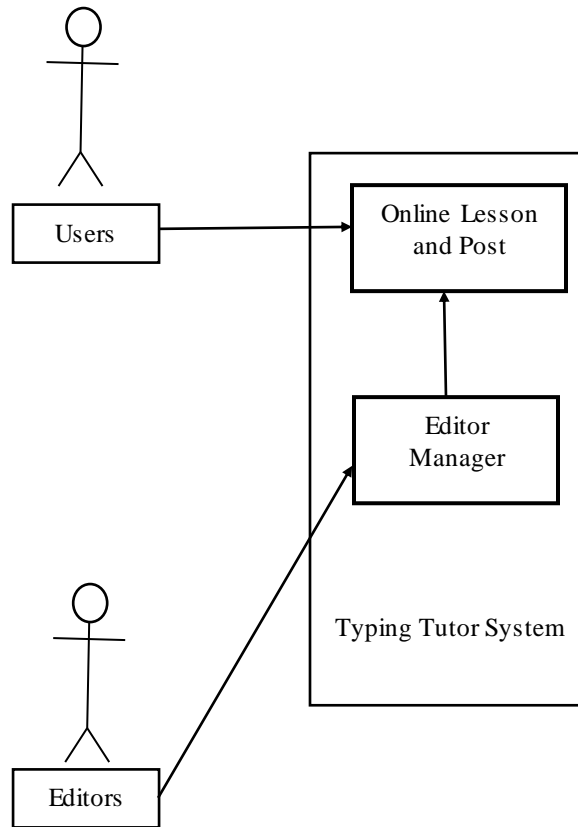 Users
Online Lesson
and Post
Editor
Manager
Typing Tutor System
Editors